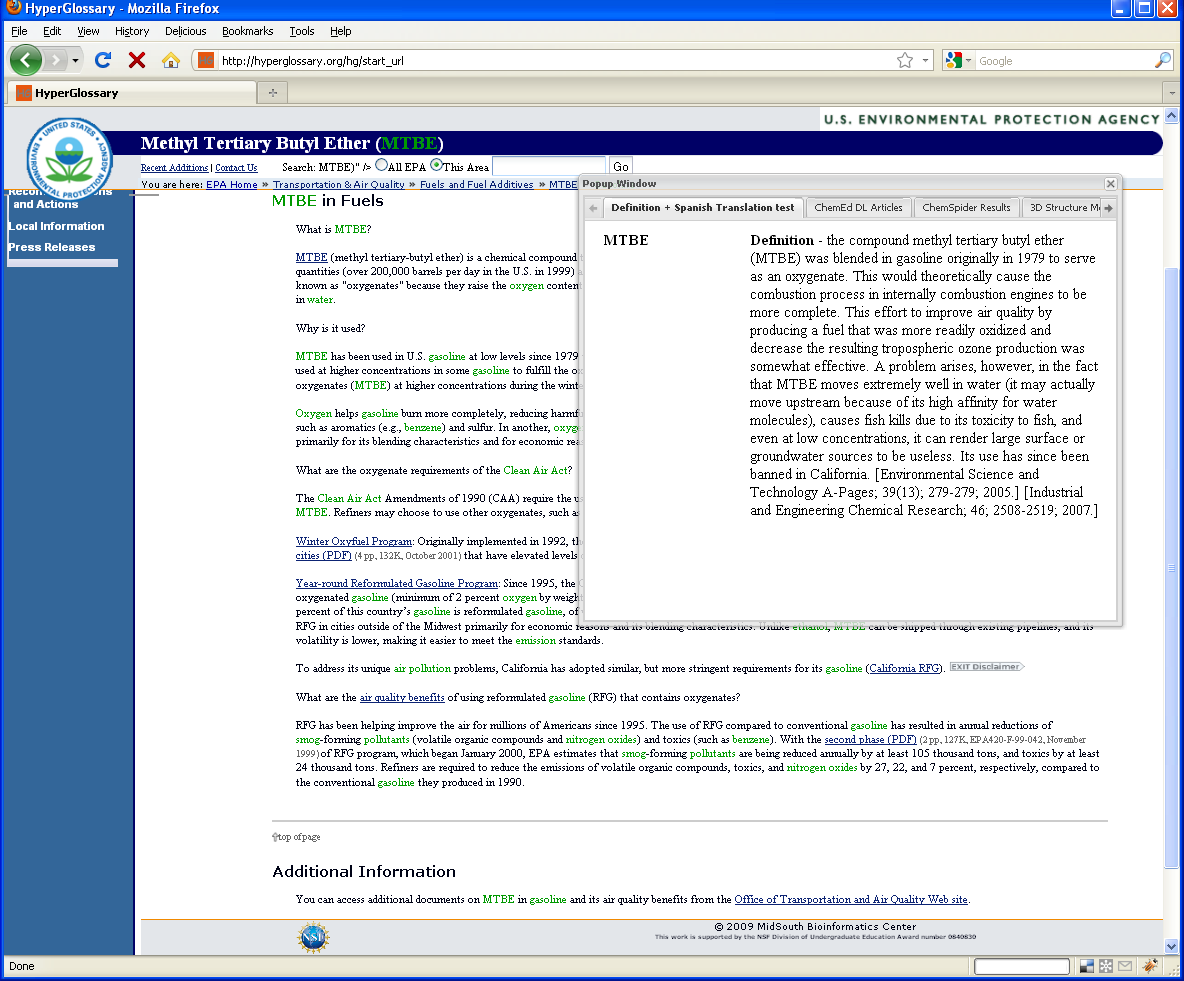 HyperGlossary - Mozilla Firefox
File Edit View History Delicious Bookmarks Tools Help
http://hyperglossary.org/hg/start_url
Google
HyperGlossary
U.S. ENVIRONMENTAL PROTECTION AGENCY
UNITED STATES
ENVIRONMENTAL PROTECTION AGENCY
Methyl Tertiary Butyl Ether (MTBE)
Recent Additions | Contact Us Search: MTBE)" /> All EPA This Area Go
You are here: EPA Home » Transportation & Air Quality » Fuels and Fuel Additives » MTBE
and Actions
Local Information
Press Releases
MTBE in Fuels
What is MTBE?
MTBE (methyl tertiary-butyl ether) is a chemical compound
quantities (over 200,000 barrels per day in the U.S. in 1999)
known as "oxygenates" because they raise the oxygen conten
in water.
Why is it used?
MTBE has been used in U.S. gasoline at low levels since 1979
used at higher concentrations in some gasoline to fulfill the o
oxygenates (MTBE) at higher concentrations during the winte
Oxygen helps gasoline burn more completely, reducing harmf
such as aromatics (e.g., benzene) and sulfur. In another, oxyg
primarily for its blending characteristics and for economic rea
What are the oxygenate requirements of the Clean Air Act?
The Clean Air Act Amendments of 1990 (CAA) require the u
MTBE. Refiners may choose to use other oxygenates, such as
Winter Oxyfuel Program: Originally implemented in 1992, th
cities (PDF) (4 pp, 132K, October 2001) that have elevated levels
Year-round Reformulated Gasoline Program: Since 1995, the
oxygenated gasoline (minimum of 2 percent oxygen by weigh
percent of this country's gasoline is reformulated gasoline, of
RFG in cities outside of the Midwest primarily for economic reasons and its blending characteristics. Unlike ethanol, MTBE can be shipped through existing pipelines, and its
volatility is lower, making it easier to meet the emission standards.
To address its unique air pollution problems, California has adopted similar, but more stringent requirements for its gasoline (California RFG). EXIT Disclaimer
What are the air quality benefits of using reformulated gasoline (RFG) that contains oxygenates?
RFG has been helping improve the air for millions of Americans since 1995. The use of RFG compared to conventional gasoline has resulted in annual reductions of
smog-forming pollutants (volatile organic compounds and nitrogen oxides) and toxics (such as benzene). With the second phase (PDF) (2 pp, 127K, EPA420-F-99-042, November
1999) of RFG program, which began January 2000, EPA estimates that smog-forming pollutants are being reduced annually by at least 105 thousand tons, and toxics by at least
24 thousand tons. Refiners are required to reduce the emissions of volatile organic compounds, toxics, and nitrogen oxides by 27, 22, and 7 percent, respectively, compared to
the conventional gasoline they produced in 1990.
top of page
Additional Information
You can access additional documents on MTBE in gasoline and its air quality benefits from the Office of Transportation and Air Quality Web site.
Popup Window
Definition + Spanish Translation test ChemEd DL Articles ChemSpider Results 3D Structure Mo
MTBE
Definition - the compound methyl tertiary butyl ether
(MTBE) was blended in gasoline originally in 1979 to serve
as an oxygenate. This would theoretically cause the
combustion process in internally combustion engines to be
more complete. This effort to improve air quality by
producing a fuel that was more readily oxidized and
decrease the resulting tropospheric ozone production was
somewhat effective. A problem arises, however, in the fact
that MTBE moves extremely well in water (it may actually
move upstream because of its high affinity for water
molecules), causes fish kills due to its toxicity to fish, and
even at low concentrations, it can render large surface or
groundwater sources to be useless. Its use has since been
banned in California. [Environmental Science and
Technology A-Pages; 39(13); 279-279; 2005.] [Industrial
and Engineering Chemical Research; 46; 2508-2519; 2007.]
NSF
© 2009 MidSouth Bioinformatics Center
This work is supported by the NSF Division of Undergraduate Education Award number 0840830
Done